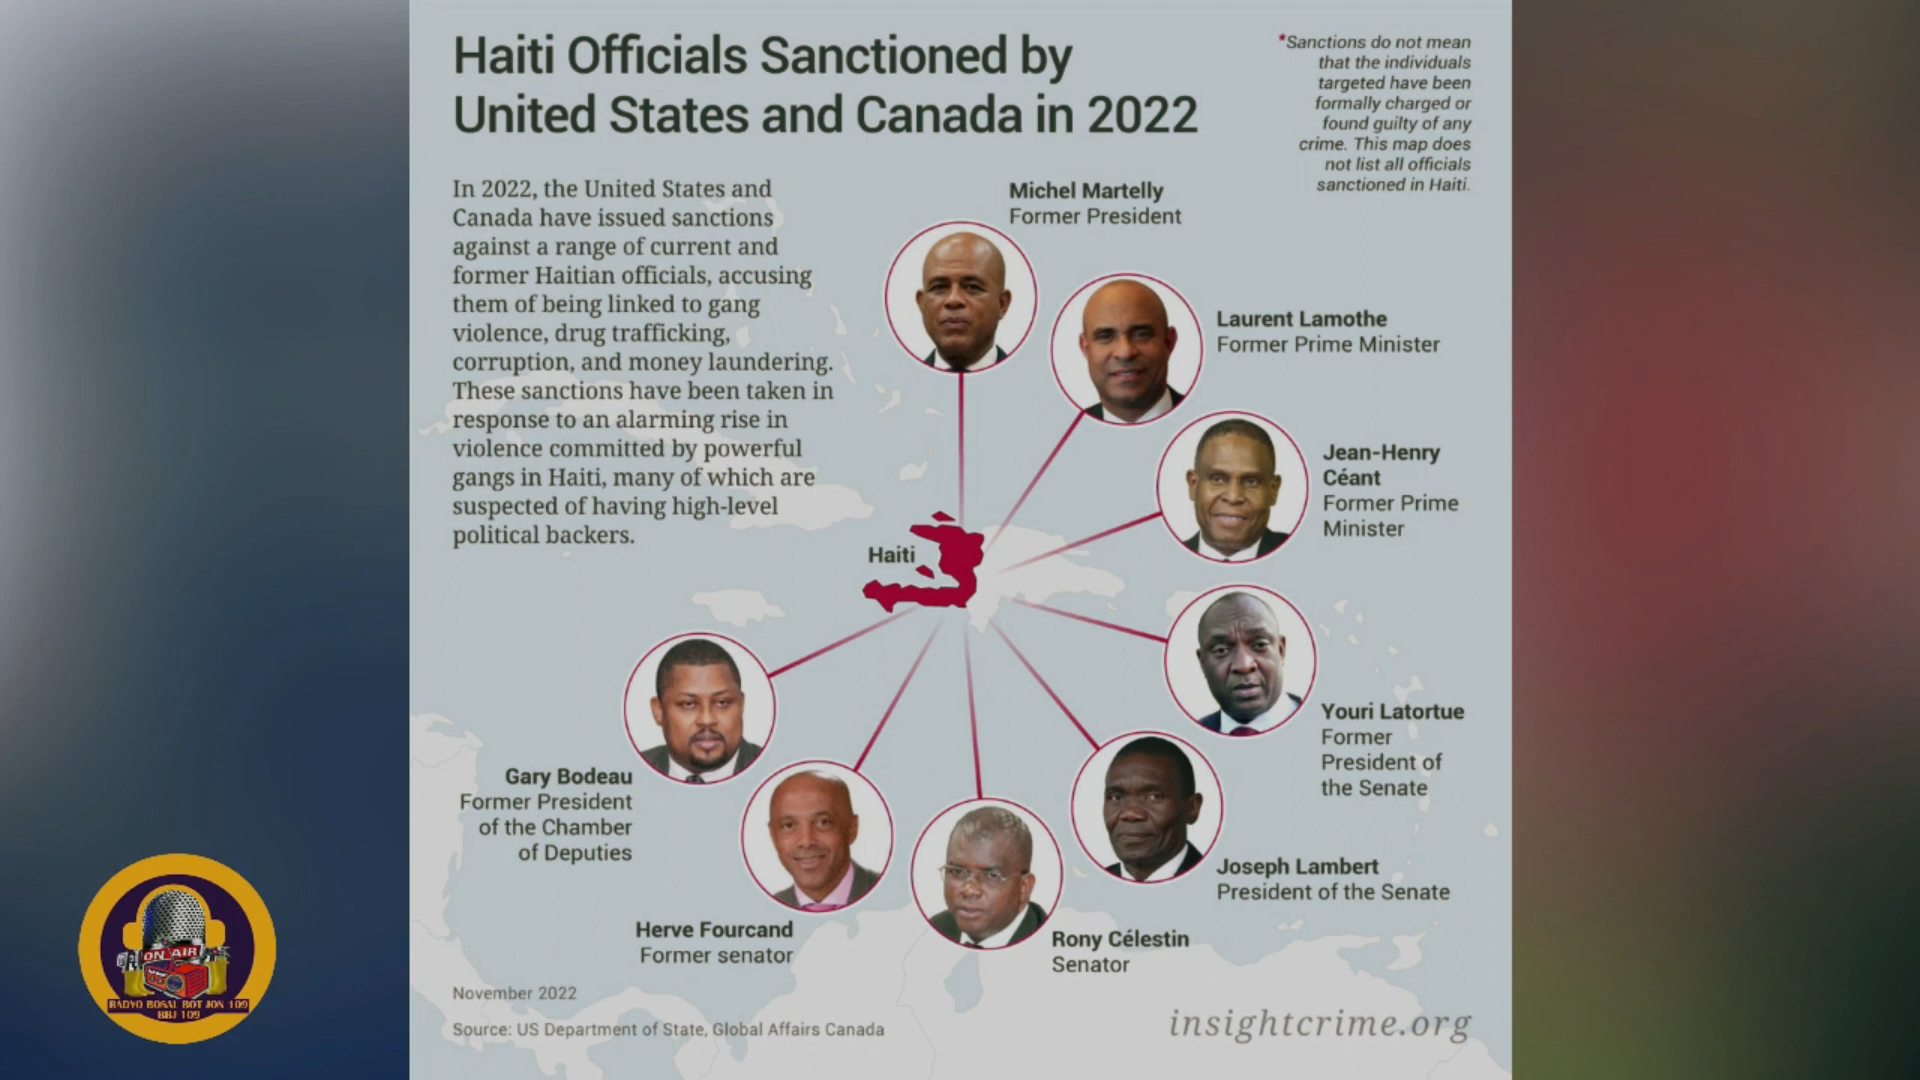 Haiti Officials Sanctioned by
United States and Canada in 2022
*Sanctions do not mean
that the individuals
targeted have been
formally charged or
found guilty of any
crime. This map does
not list all officials
sanctioned in Haiti.
In 2022, the United States and
Canada have issued sanctions
against a range of current and
former Haitian officials, accusing
them of being linked to gang
violence, drug trafficking,
corruption, and money laundering.
These sanctions have been taken in
response to an alarming rise in
violence committed by powerful
gangs in Haiti, many of which are
suspected of having high-level
political backers.
Michel Martelly
Former President
Laurent Lamothe
Former Prime Minister
Jean-Henry
Céant
Former Prime
Minister
Haiti
Youri Latortue
Former
President of
the Senate
Joseph Lambert
President of the Senate
Rony Célestin
Senator
Herve Fourcand
Former senator
Gary Bodeau
Former President
of the Chamber
of Deputies
November 2022
Source: US Department of State, Global Affairs Canada
insightcrime.org
ON AIR
RADYO BOSAL BOT JON 109
BBJ 109